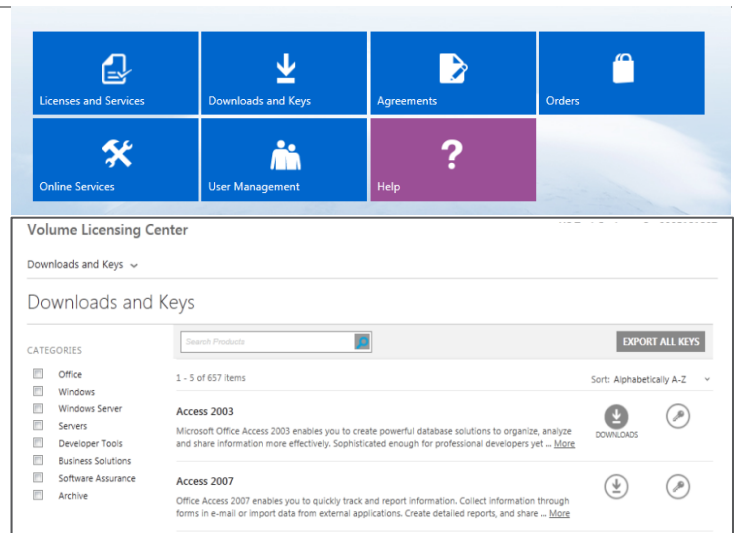 Licenses and Services
Downloads and Keys
Agreements
Orders
Online Services
User Management
?
Help
Volume Licensing Center
Downloads and Keys
Downloads and Keys
Search Products
EXPORT ALL KEYS
CATEGORIES
Office
Windows
Windows Server
Servers
Developer Tools
Business Solutions
Software Assurance
Archive
1 - 5 of 657 items
Sort: Alphabetically A-Z
Access 2003
Microsoft Office Access 2003 enables you to create powerful database solutions to organize, analyze
and share information more effectively. Sophisticated enough for professional developers yet ... More
DOWNLOADS
Access 2007
Office Access 2007 enables you to quickly track and report information. Collect information through
forms in e-mail or import data from external applications. Create detailed reports, and share ... More